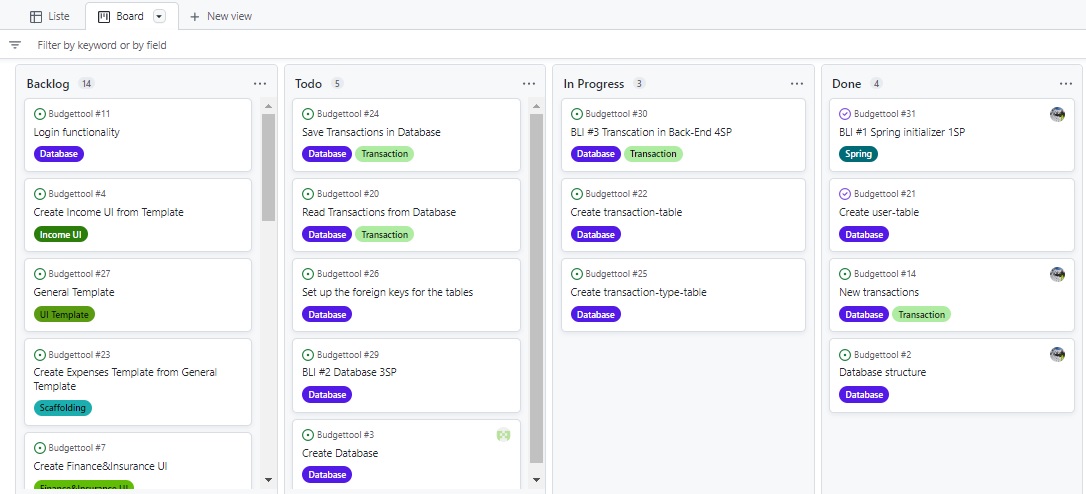 Liste
Board
New view
Filter by keyword or by field
Backlog 14
Budgettool #11
Login functionality
Database
Budgettool #4
Create Income UI from Template
Income UI
Budgettool #27
General Template
UI Template
Budgettool #23
Create Expenses Template from General
Template
Scaffolding
Budgettool #7
Create Finance&Insurance UI
Finance&Insurance UI
Todo 5
Budgettool #24
Save Transactions in Database
Database Transaction
Budgettool #20
Read Transactions from Database
Database Transaction
Budgettool #26
Set up the foreign keys for the tables
Database
Budgettool #29
BLI #2 Database 3SP
Database
Budgettool #3
Create Database
Database
In Progress 3
Budgettool #30
BLI #3 Transcation in Back-End 4SP
Database Transaction
Budgettool #22
Create transaction-table
Database
Budgettool #25
Create transaction-type-table
Database
Done 4
Budgettool #31
BLI #1 Spring initializer 1SP
Spring
Budgettool #21
Create user-table
Database
Budgettool #14
New transactions
Database Transaction
Budgettool #2
Database structure
Database